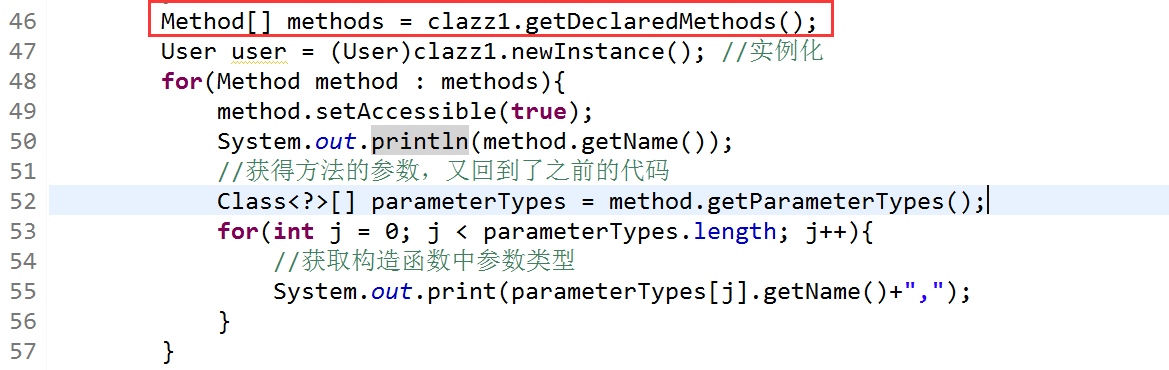 46 Method[] methods = clazz1.getDeclaredMethods();
47 User user = (User)clazz1.newInstance(); //实例化
48 for(Method method : methods){
49 method.setAccessible(true);
50 System.out.println(method.getName());
51 //获得方法的参数，又回到了之前的代码
52 Class<?>[] parameterTypes = method.getParameterTypes();
53 for(int j = 0; j < parameterTypes.length; j++){
54 //获取构造函数中参数类型
55 System.out.print(parameterTypes[j].getName()+",");
56 }
57 }